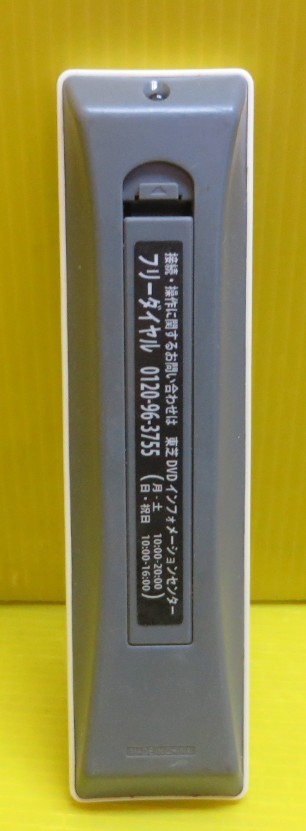 接続・操作に関するお問い合わせは 東芝DVDインフォメーションセンター
フリーダイヤル 0120-96-3755 (月-土 10:00-20:00
日・祝日 10:00-16:00)